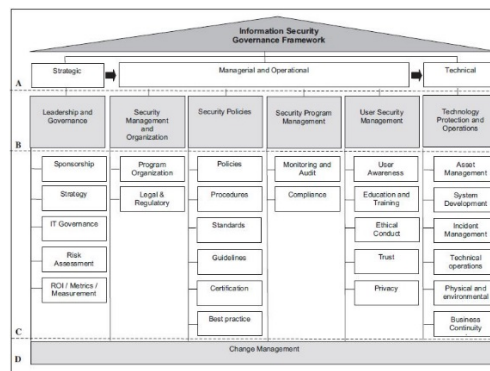 Information Security
Governance Framework
Strategic
Managerial and Operational
Technical
A
Leadership and
Governance
Security
Management
and
Organization
Security Policies
Security Program
Management
User Security
Management
Technology
Protection and
Operations
B
Sponsorship
Strategy
IT Governance
Risk
Assessment
ROI / Metrics /
Measurement
Program
Organization
Legal &
Regulatory
Policies
Procedures
Standards
Guidelines
Certification
Best practice
Monitoring and
Audit
Compliance
User
Awareness
Education and
Training
Ethical
Conduct
Trust
Privacy
Asset
Management
System
Development
Incident
Management
Technical
operations
Physical and
environmental
Business
Continuity
C
Change Management
D